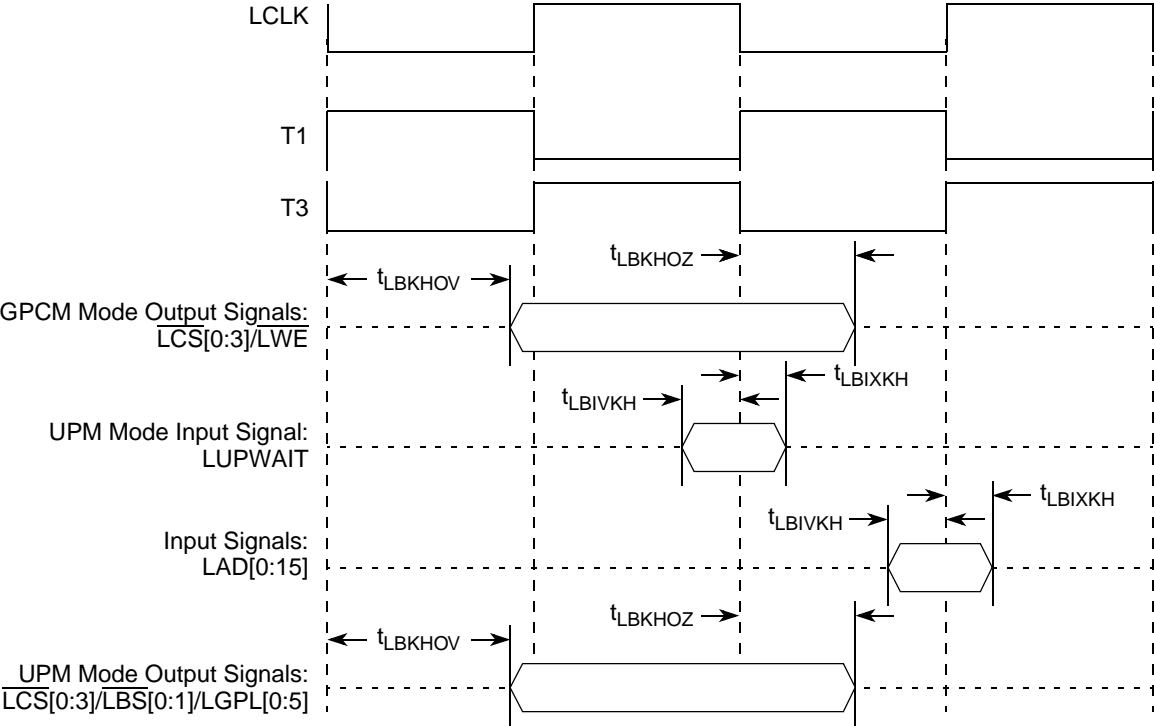 LCLK
T1
T3
tLBKHOZ
tLBKHOV
GPCM Mode Output Signals:
LCS[0:3]/LWE
tLBIXKH
tLBIVKH
UPM Mode Input Signal:
LUPWAIT
tLBIXKH
tLBIVKH
Input Signals:
LAD[0:15]
tLBKHOZ
tLBKHOV
UPM Mode Output Signals:
LCS[0:3]/LBS[0:1]/LGPL[0:5]